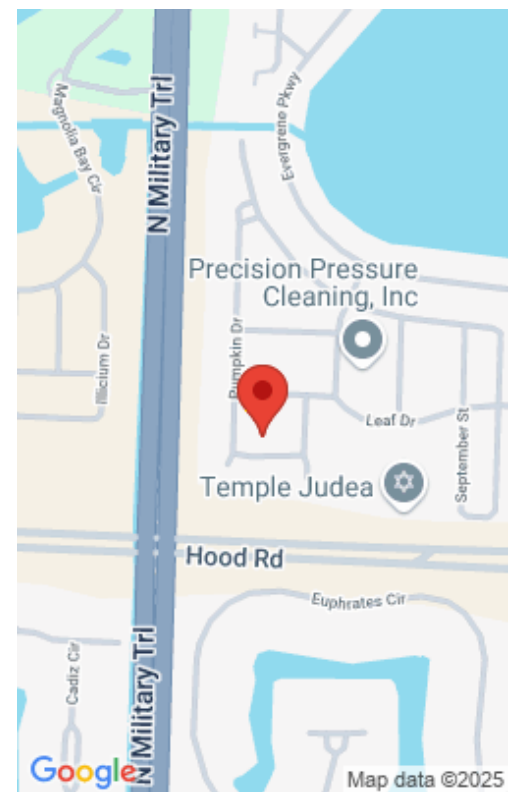 N Military Trl
Magnolia Bay Cir
Evergrene Pkwy
Precision Pressure
Cleaning, Inc
Illicium Dr
Pumpkin Dr
Leaf Dr
September St
Temple Judea
Hood Rd
Euphrates Cir
Cadiz Cir
N Military Trl
Google
Map data ©2025